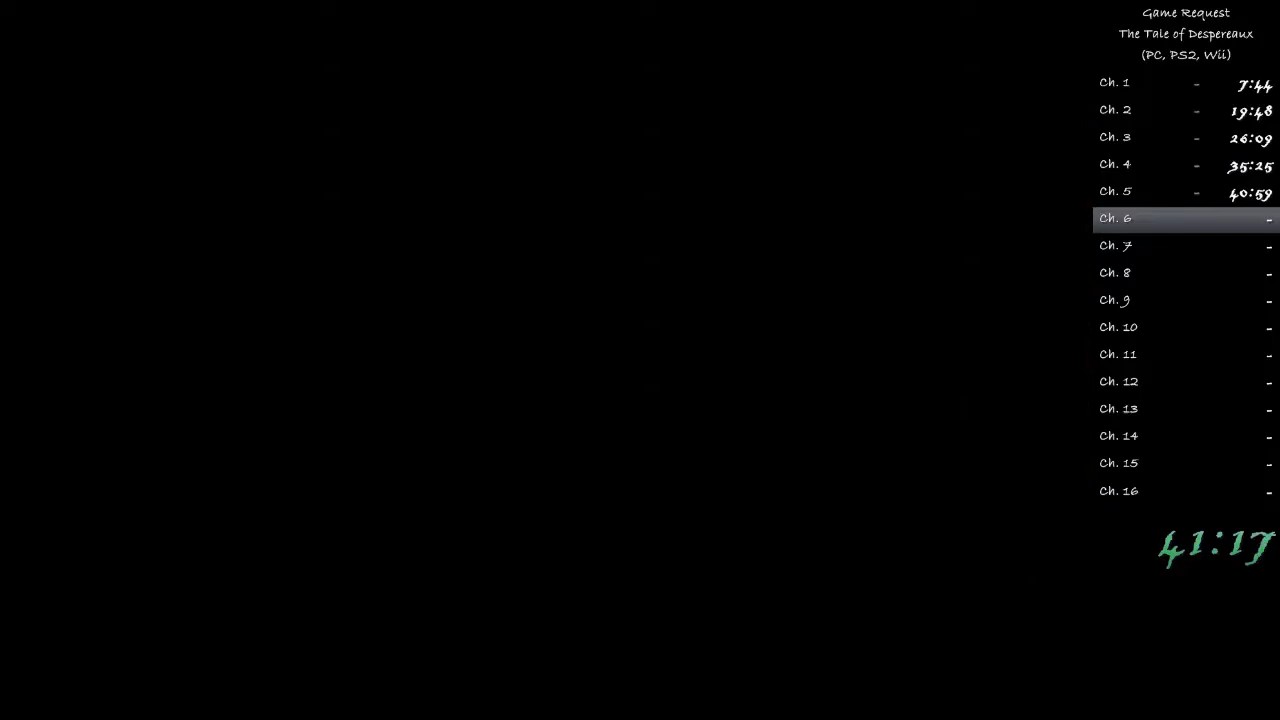 Game Request
The Tale of Despereaux
(PC, PS2, Wii)
Ch. 1 - 7:44
Ch. 2 - 19:48
Ch. 3 - 26:09
Ch. 4 - 35:25
Ch. 5 - 40:59
Ch. 6 -
Ch. 7 -
Ch. 8 -
Ch. 9 -
Ch. 10 -
Ch. 11 -
Ch. 12 -
Ch. 13 -
Ch. 14 -
Ch. 15 -
Ch. 16 -
41:17